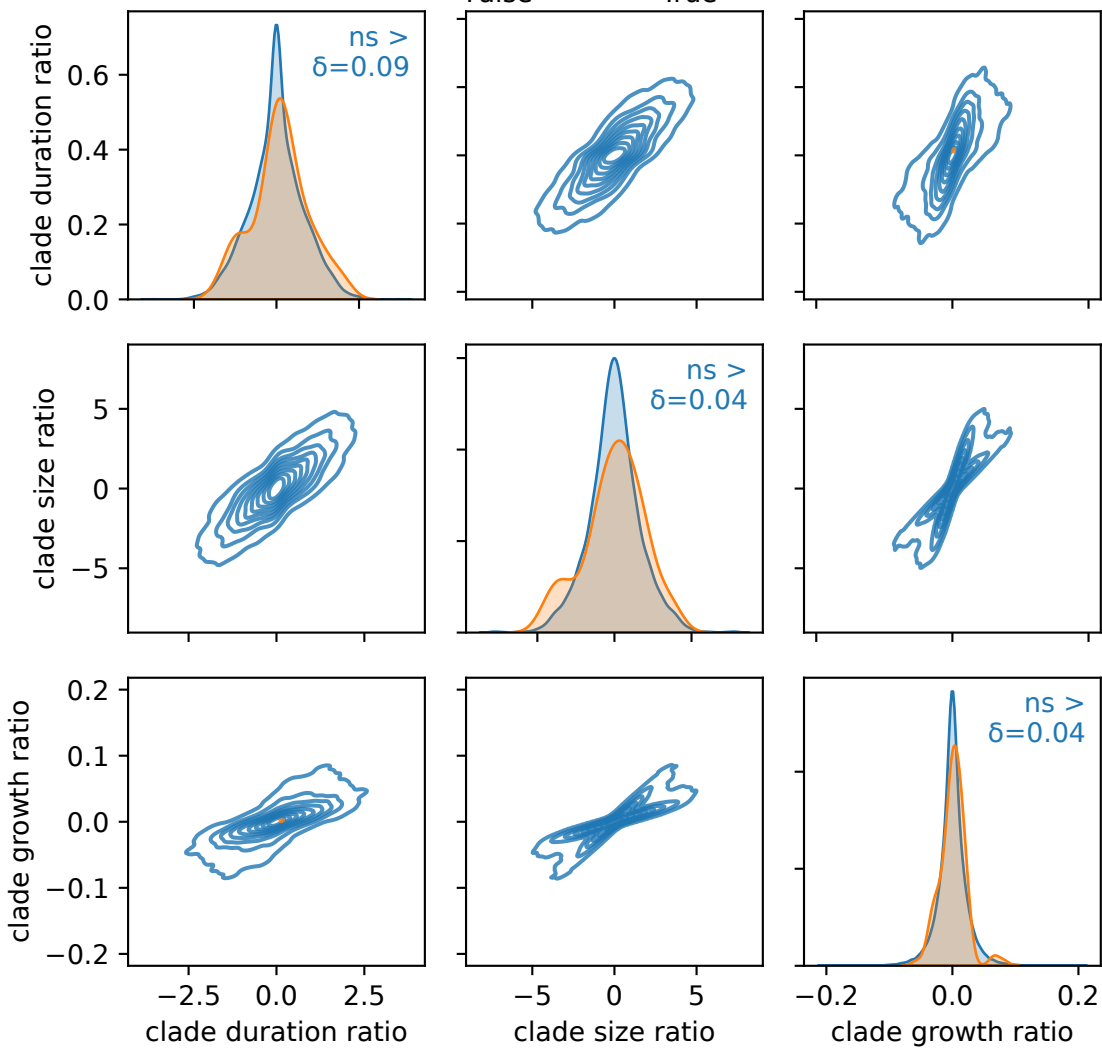 clade duration ratio
0.6
0.4
0.2
0.0
ns >
δ=0.09
clade size ratio
5
0
−5
ns >
δ=0.04
clade growth ratio
0.2
0.1
0.0
−0.1
−0.2
ns >
δ=0.04
−2.5 0.0 2.5
−5 0 5
−0.2 0.0 0.2
clade duration ratio
clade size ratio
clade growth ratio